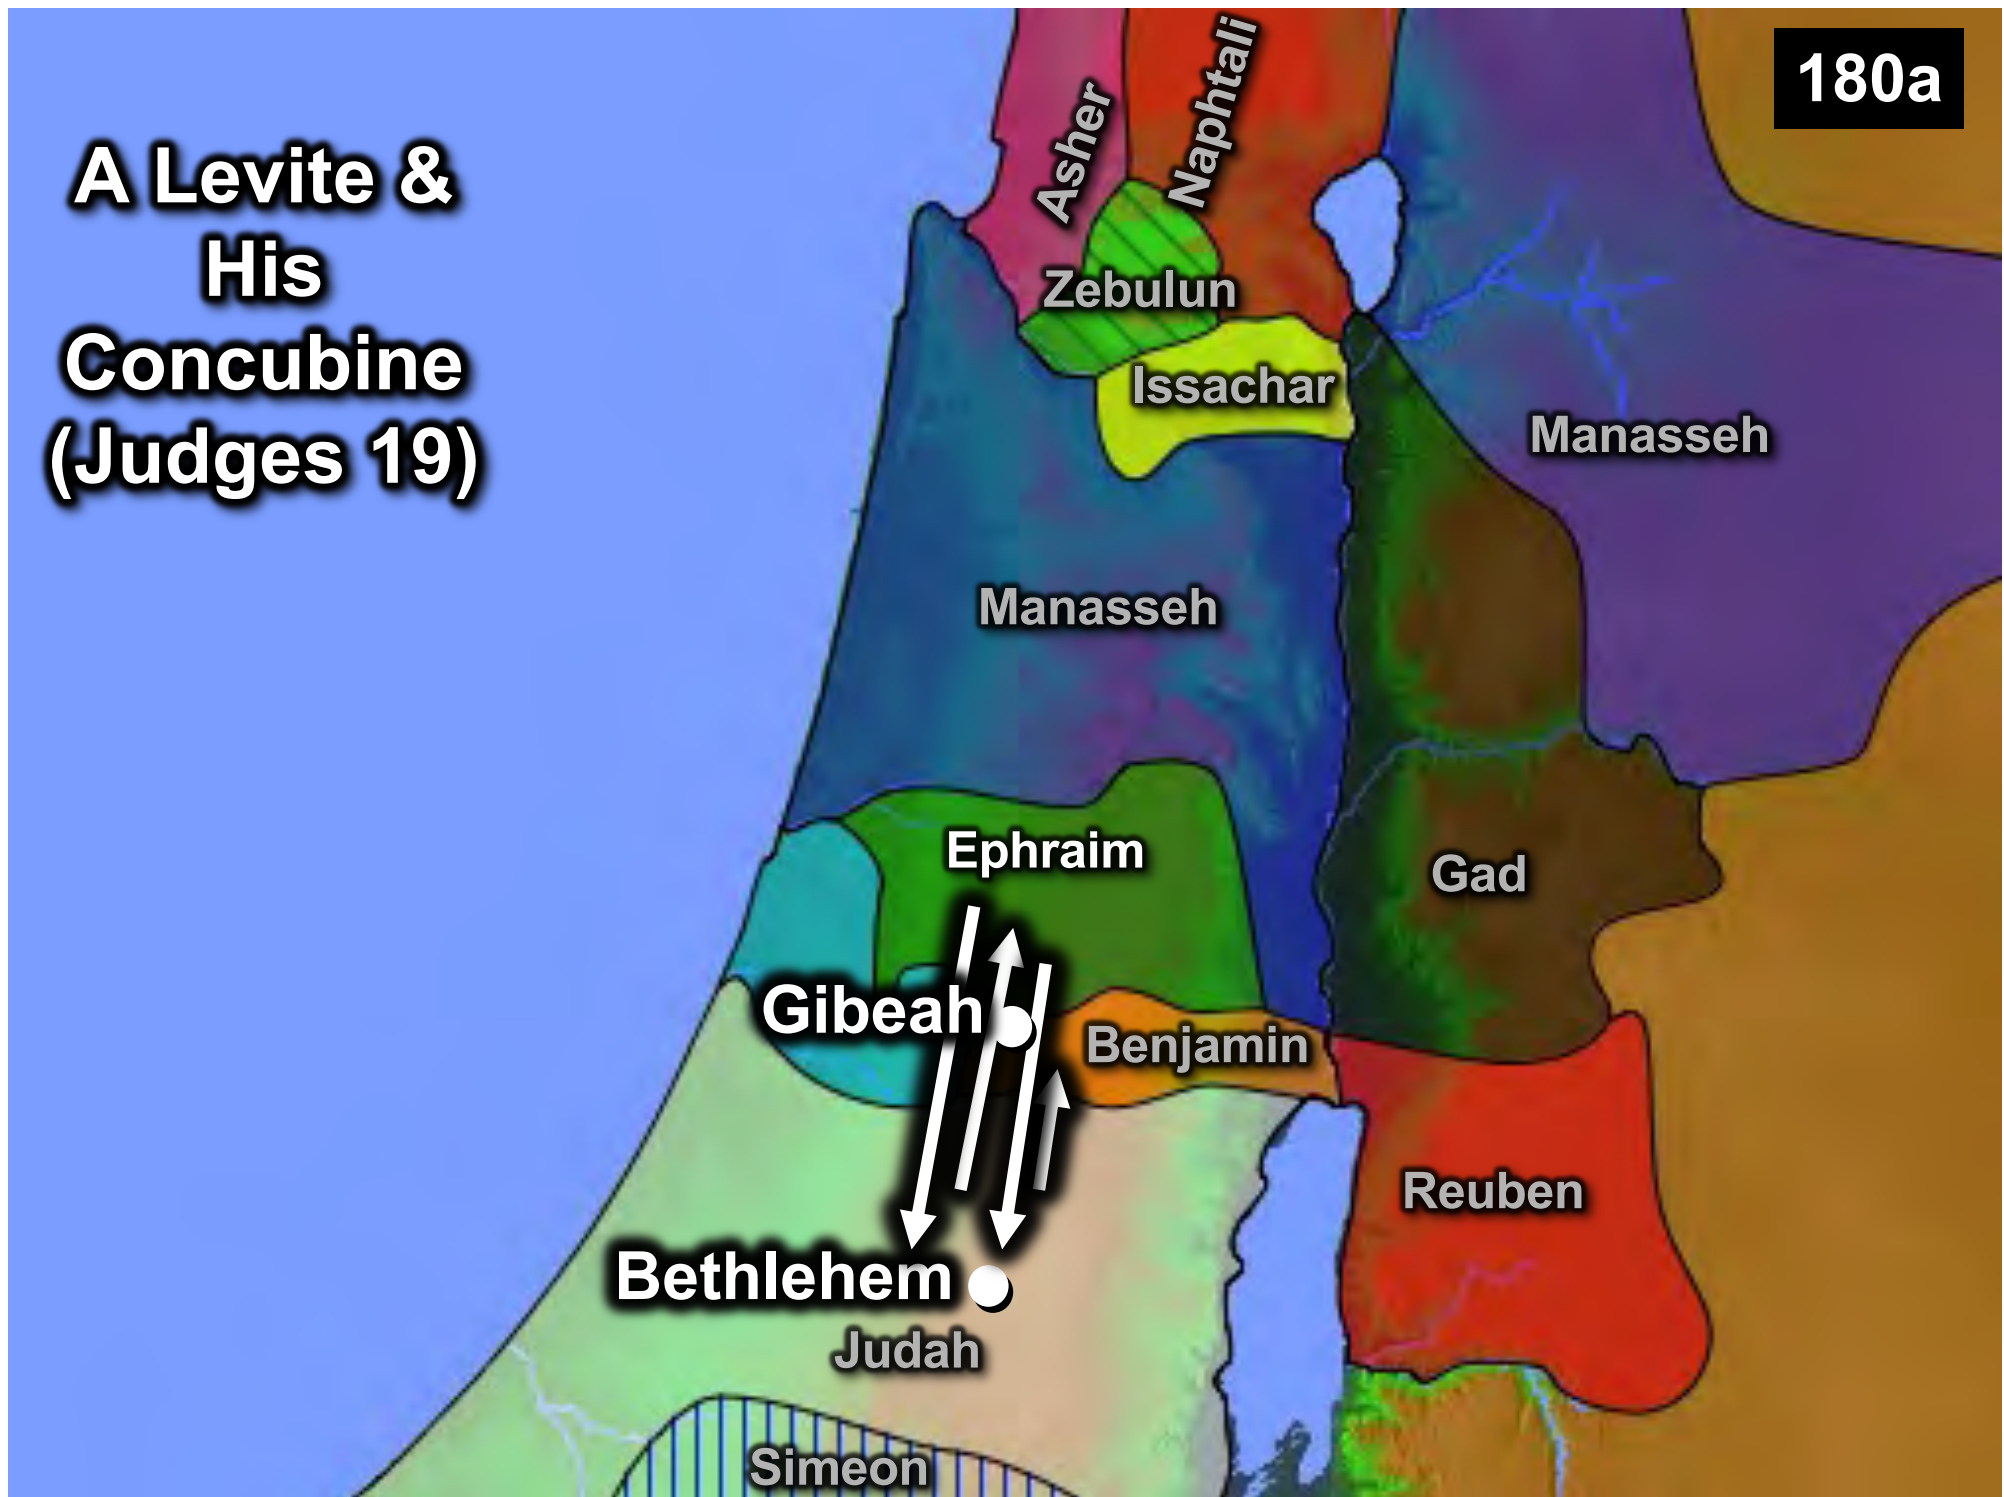 180a
A Levite &
His
Concubine
(Judges 19)
Asher
Naphtali
Zebulun
Issachar
Manasseh
Manasseh
Ephraim
Gad
Gibeah
Benjamin
Reuben
Bethlehem
Judah
Simeon